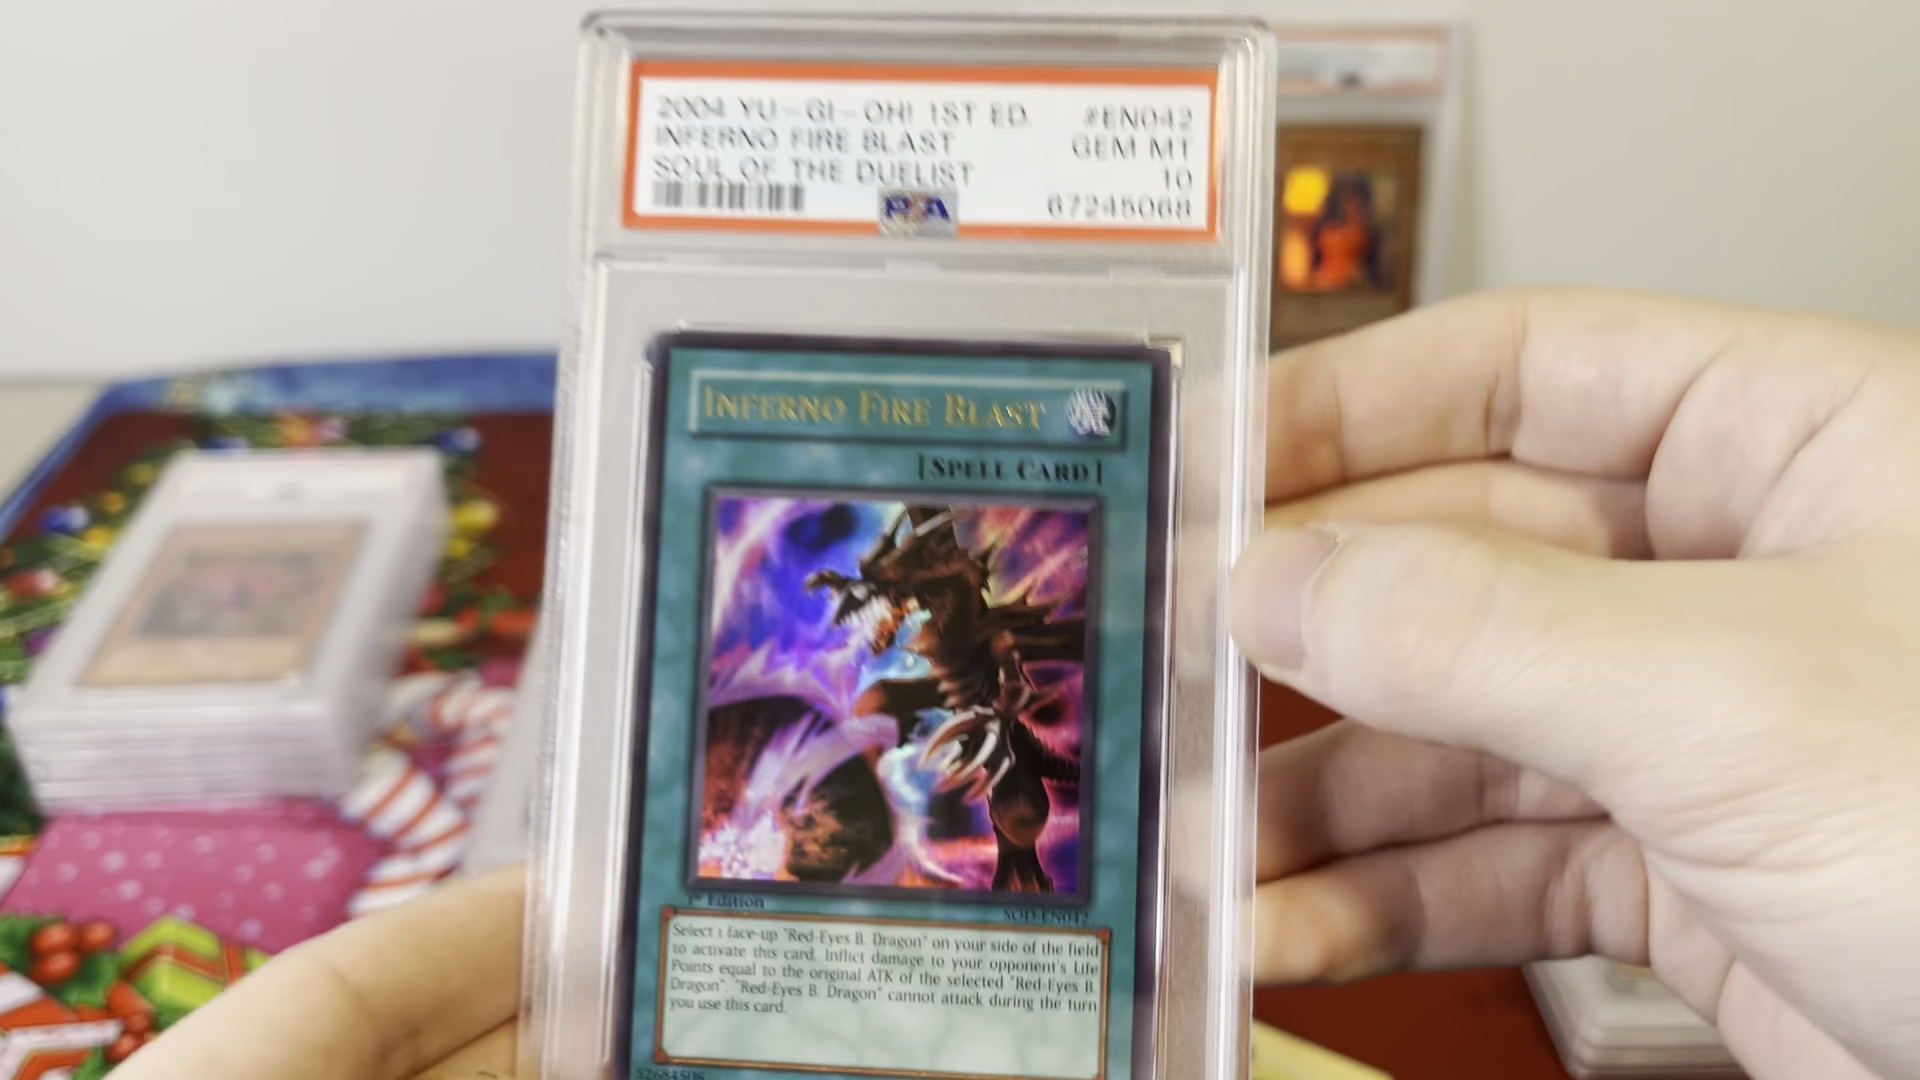 2004 YU-GI-OH! 1ST ED. #EN042
INFERNO FIRE BLAST GEM MT
SOUL OF THE DUELIST 10
PSA 67245068
INFERNO FIRE BLAST
[SPELL CARD]
1st Edition SOD-EN042
Select 1 face-up "Red-Eyes B. Dragon" on your side of the field
to activate this card. Inflict damage to your opponent's Life
Points equal to the original ATK of the selected "Red-Eyes B.
Dragon". "Red-Eyes B. Dragon" cannot attack during the turn
you use this card.